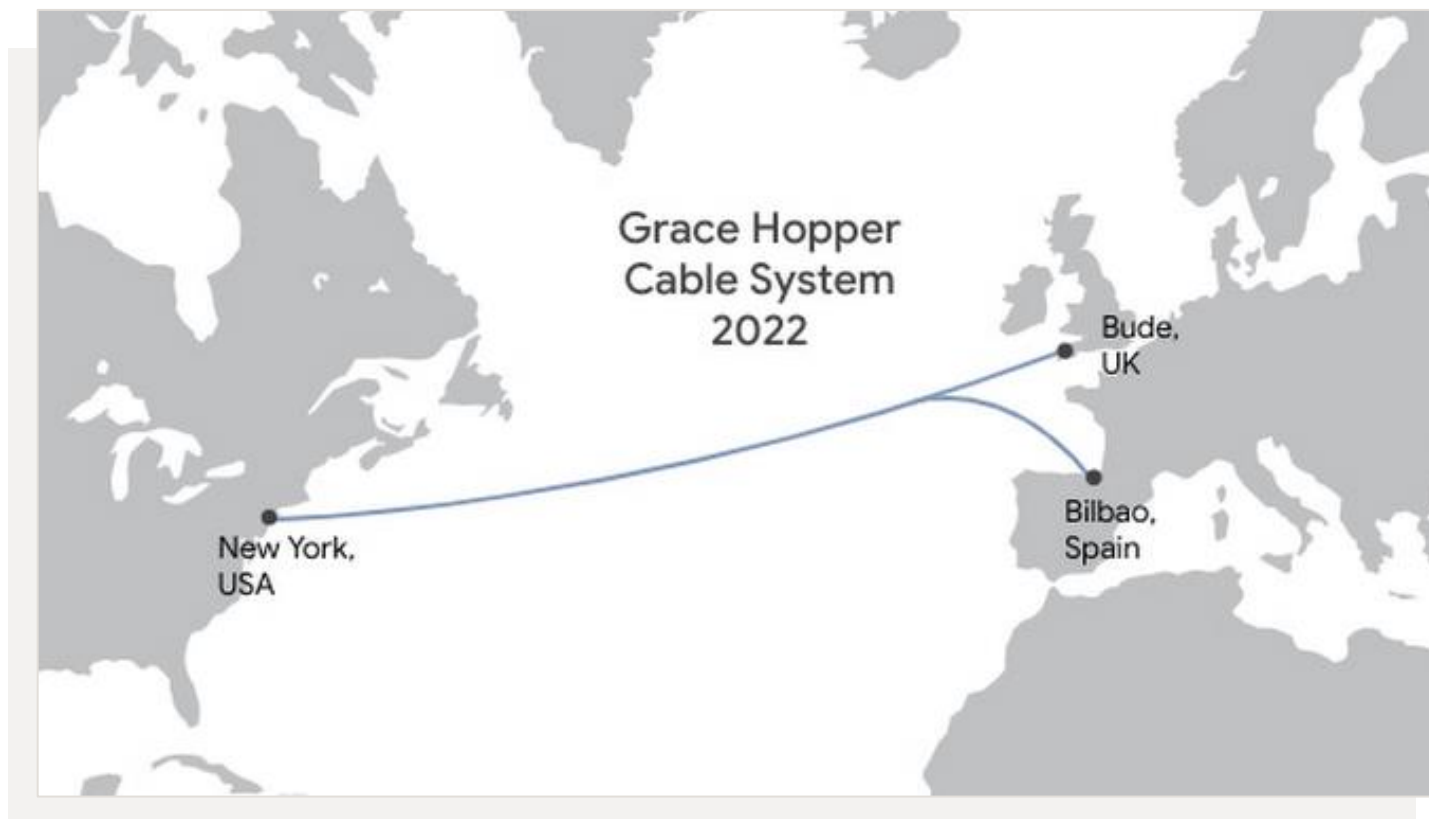 Grace Hopper
Cable System
2022
Bude,
UK
New York,
USA
Bilbao,
Spain